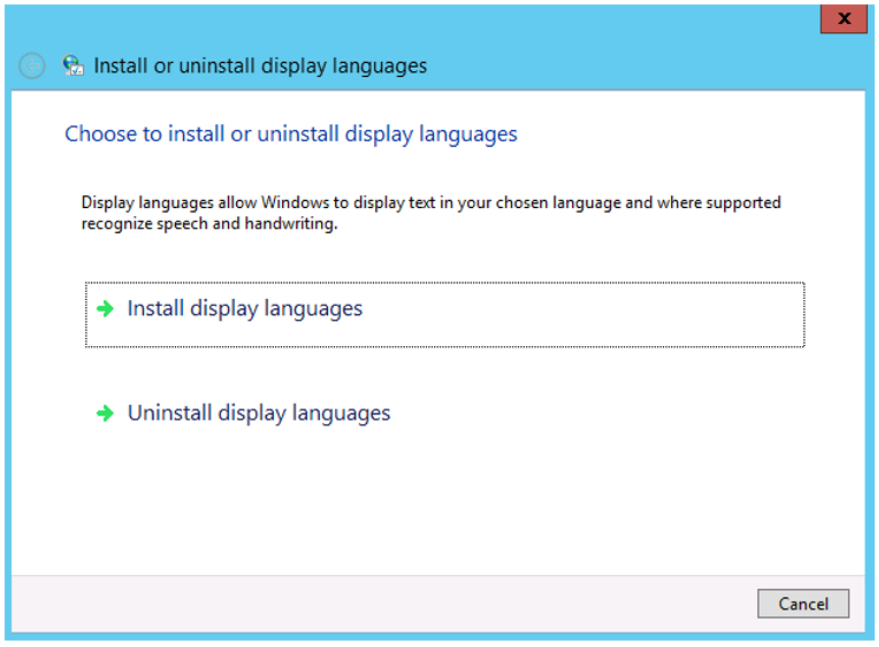 x
Install or uninstall display languages
Choose to install or uninstall display languages
Display languages allow Windows to display text in your chosen language and where supported
recognize speech and handwriting.
Install display languages
Uninstall display languages
Cancel